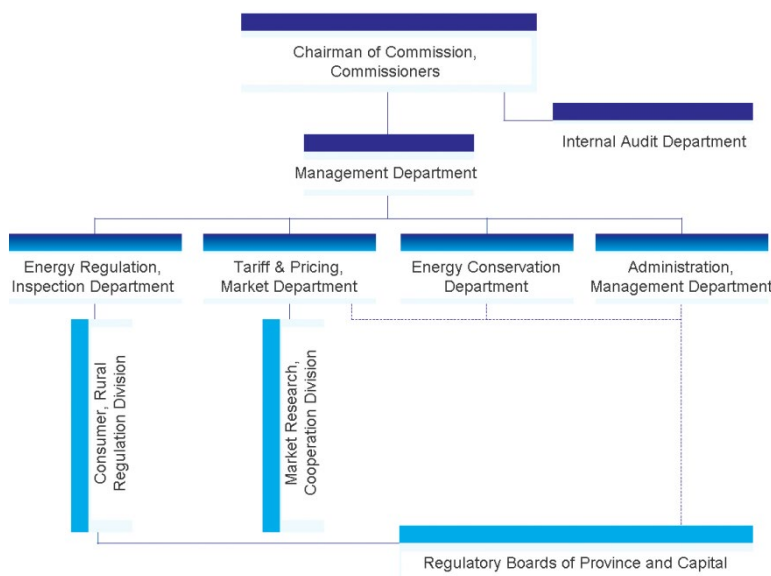 Chairman of Commission,
Commissioners
Internal Audit Department
Management Department
Energy Regulation,
Inspection Department
Tariff & Pricing,
Market Department
Energy Conservation
Department
Administration,
Management Department
Consumer, Rural
Regulation Division
Market Research,
Cooperation Division
Regulatory Boards of Province and Capital